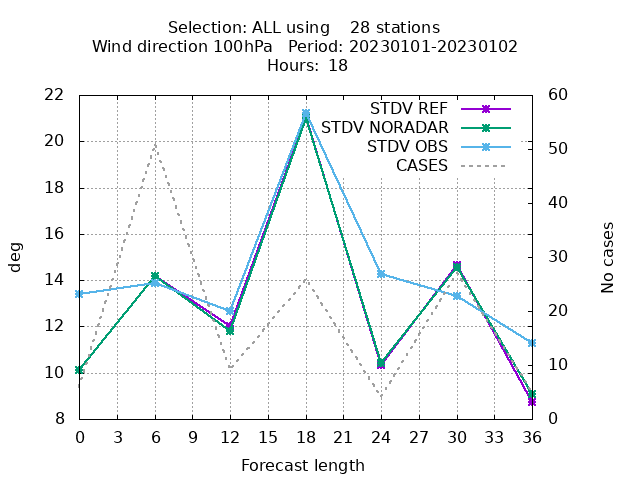 Selection: ALL using    28 stations
Wind direction 100hPa   Period: 20230101-20230102
Hours: 18
STDV REF
STDV NORADAR
STDV OBS
CASES
deg
22
20
18
16
14
12
10
8
60
50
40
30
20
10
0
No cases
0 3 6 9 12 15 18 21 24 27 30 33 36
Forecast length